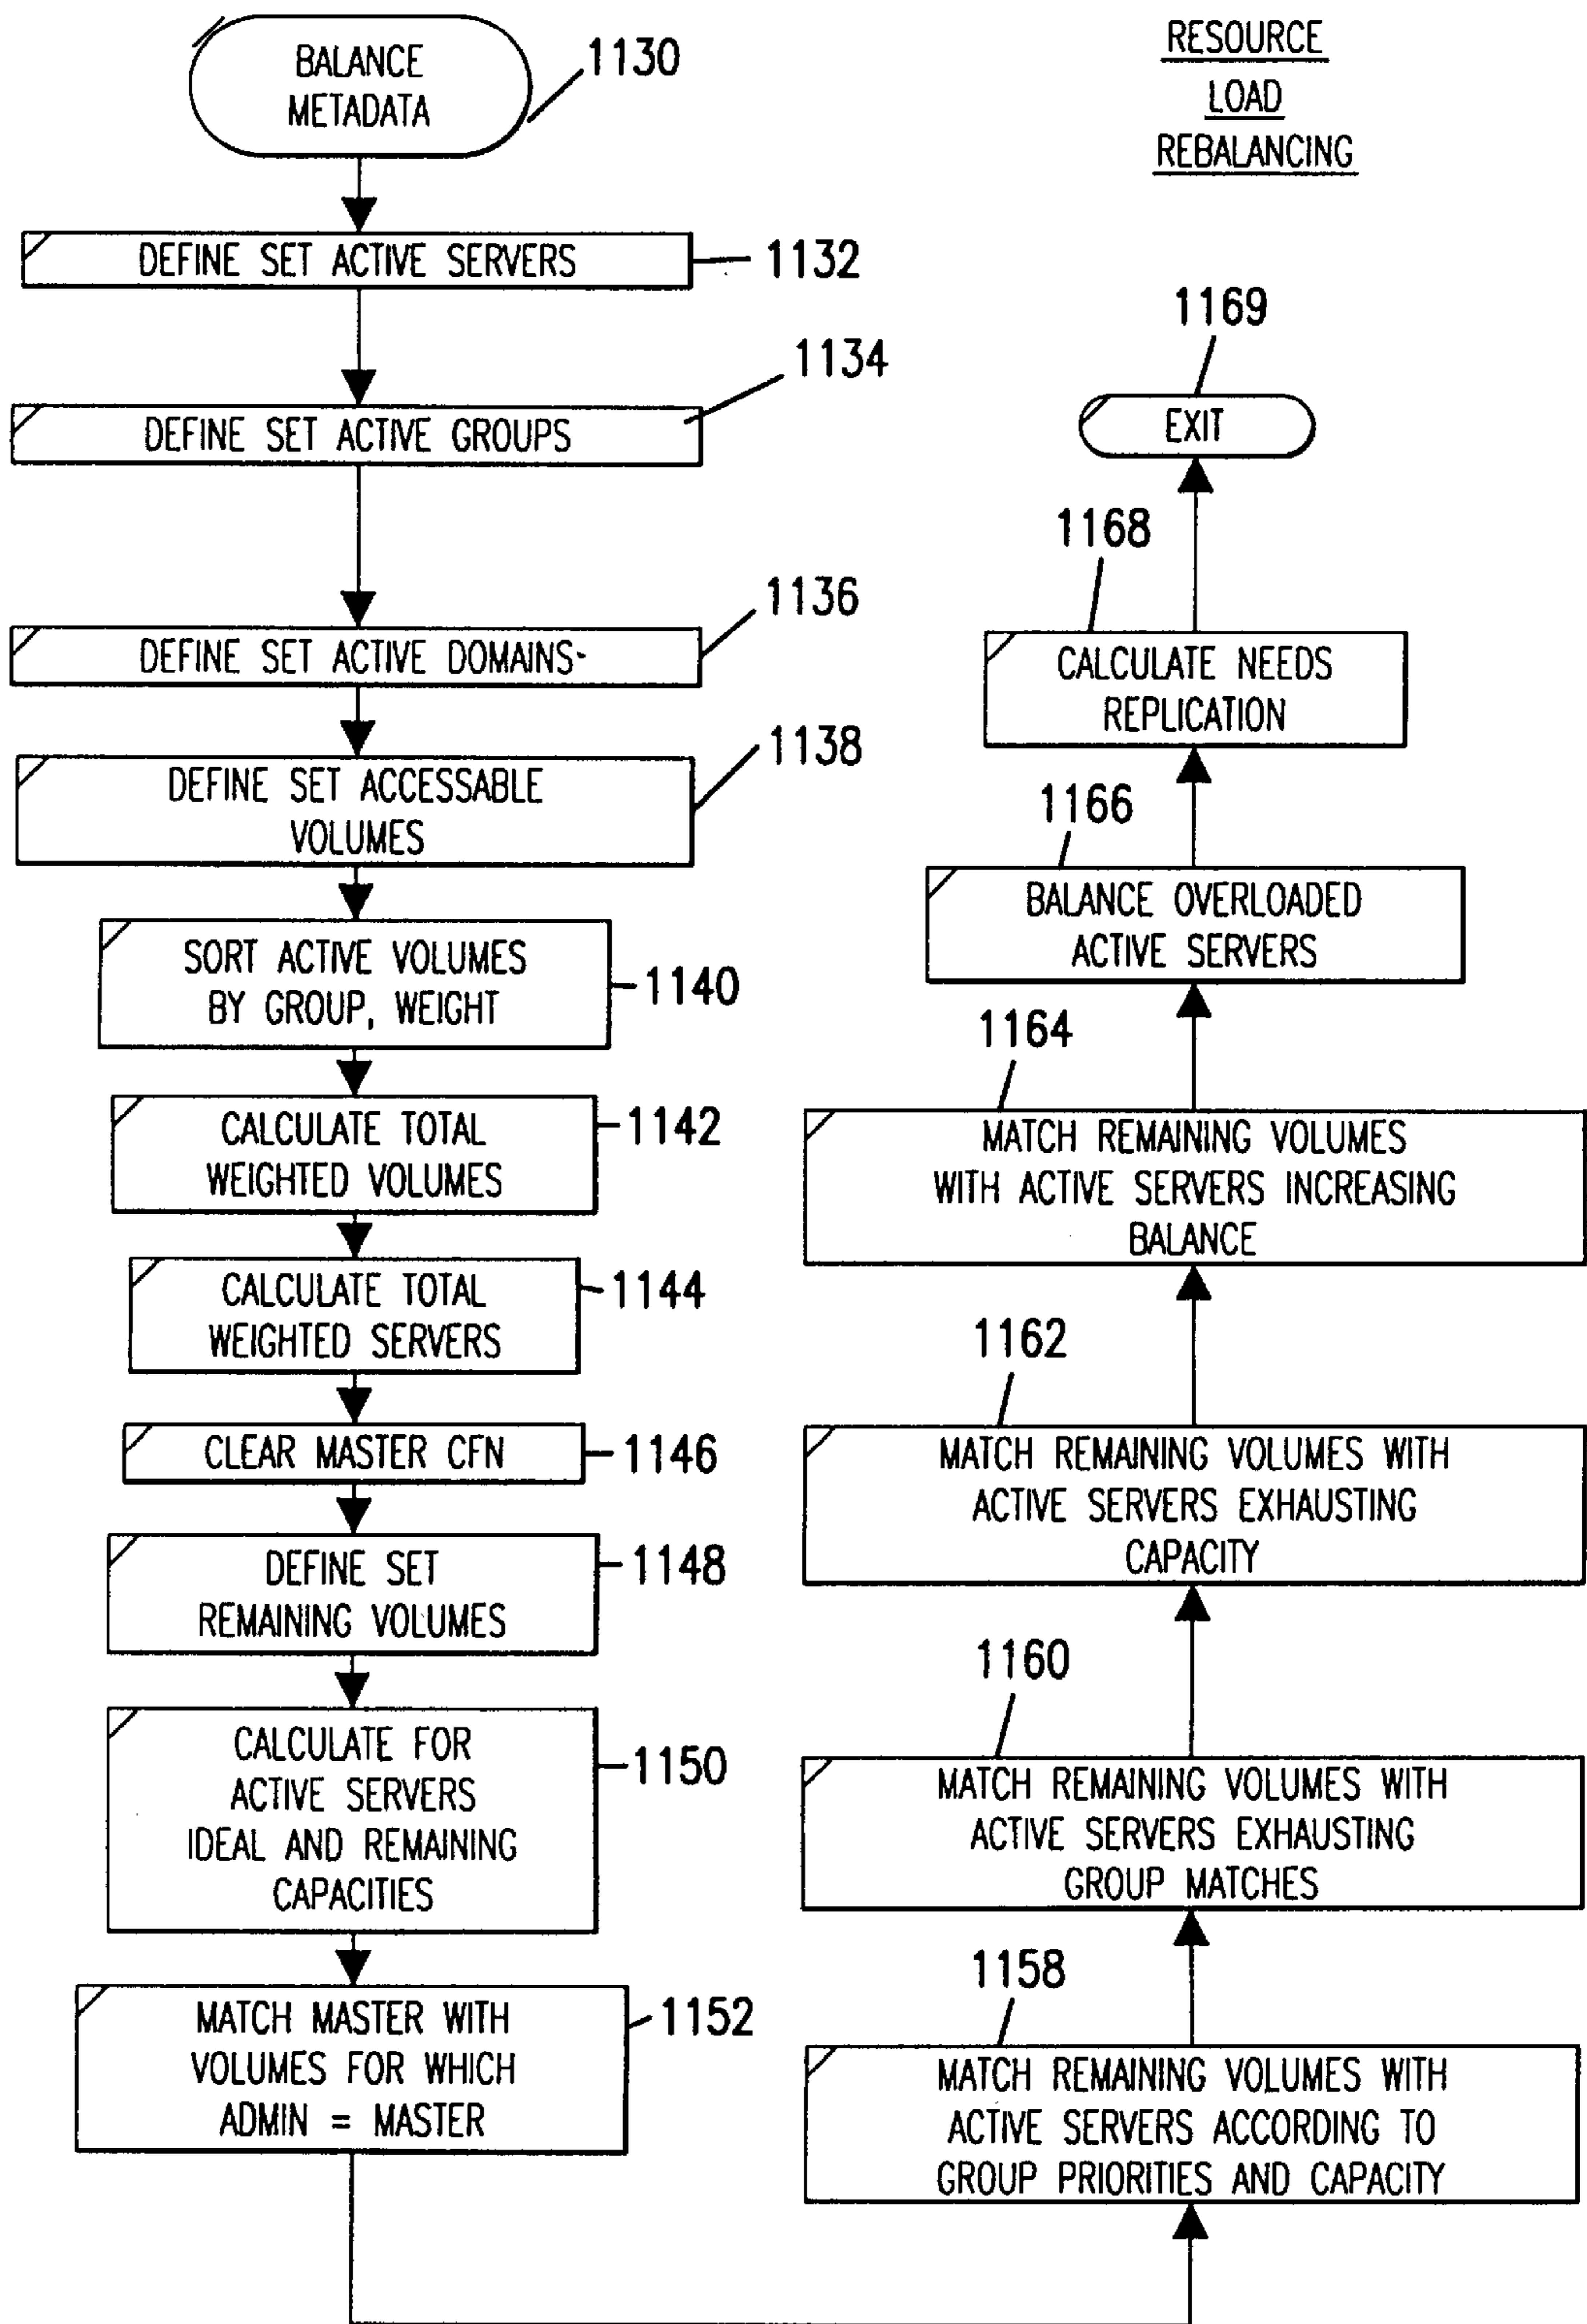 RESOURCE
LOAD
REBALANCING
BALANCE
METADATA
1130
DEFINE SET ACTIVE SERVERS
1132
DEFINE SET ACTIVE GROUPS
1134
DEFINE SET ACTIVE DOMAINS-
1136
DEFINE SET ACCESSABLE
VOLUMES
1138
SORT ACTIVE VOLUMES
BY GROUP, WEIGHT
1140
CALCULATE TOTAL
WEIGHTED VOLUMES
1142
CALCULATE TOTAL
WEIGHTED SERVERS
1144
CLEAR MASTER CFN
1146
DEFINE SET
REMAINING VOLUMES
1148
CALCULATE FOR
ACTIVE SERVERS
IDEAL AND REMAINING
CAPACITIES
1150
MATCH MASTER WITH
VOLUMES FOR WHICH
ADMIN = MASTER
1152
1158
MATCH REMAINING VOLUMES WITH
ACTIVE SERVERS ACCORDING TO
GROUP PRIORITIES AND CAPACITY
1160
MATCH REMAINING VOLUMES WITH
ACTIVE SERVERS EXHAUSTING
GROUP MATCHES
1162
MATCH REMAINING VOLUMES WITH
ACTIVE SERVERS EXHAUSTING
CAPACITY
1164
MATCH REMAINING VOLUMES
WITH ACTIVE SERVERS INCREASING
BALANCE
1166
BALANCE OVERLOADED
ACTIVE SERVERS
1168
CALCULATE NEEDS
REPLICATION
1169
EXIT